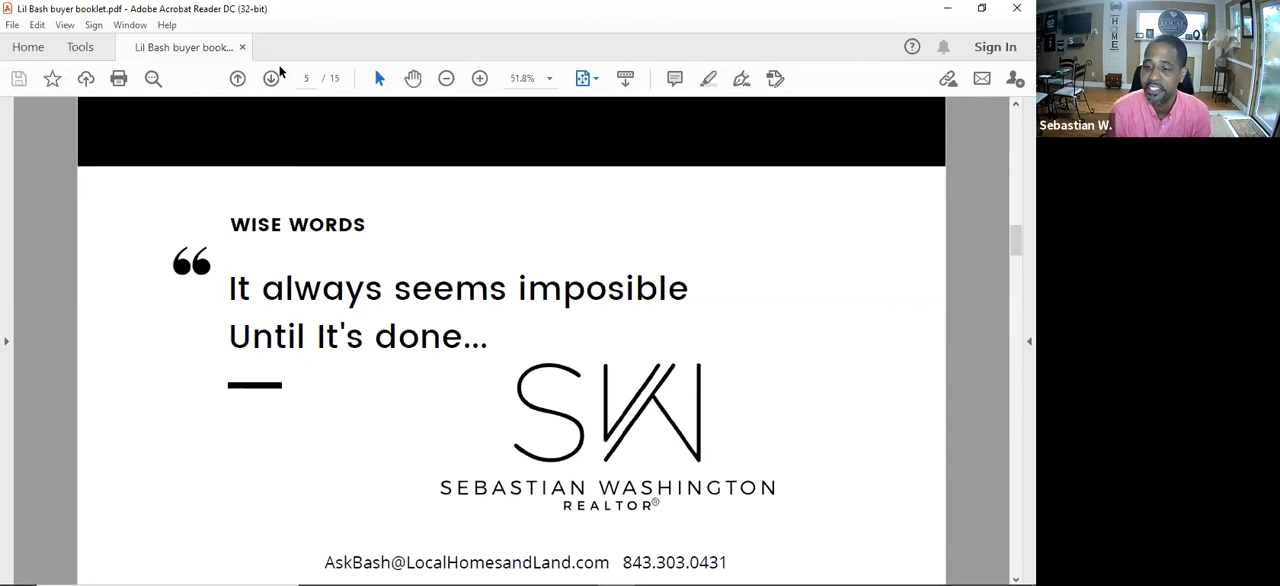 Lil Bash buyer booklet.pdf - Adobe Acrobat Reader DC (32-bit)
File Edit View Sign Window Help
Home Tools Lil Bash buyer book... × Sign In
5 / 15 51.8%
WISE WORDS
“
It always seems imposible
Until It's done...
SW
SEBASTIAN WASHINGTON
REALTOR®
AskBash@LocalHomesandLand.com 843.303.0431
LOCAL
HOME
Sebastian W.